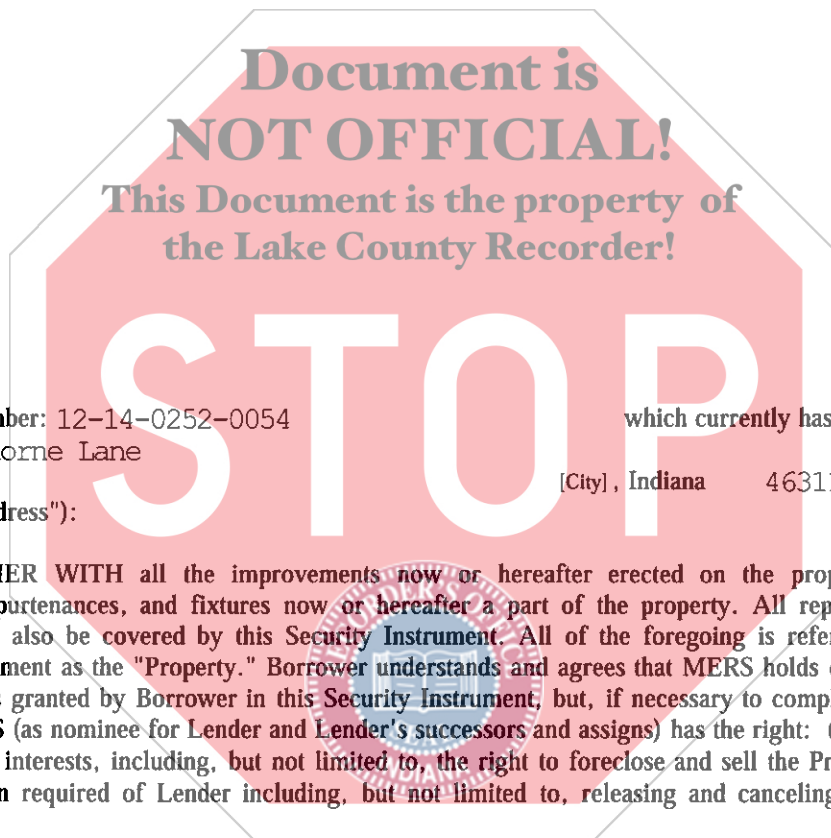 Document is
NOT OFFICIAL!
This Document is the property of
the Lake County Recorder!
STOP
mber: 12-14-0252-0054 which currently has
orne Lane
[City], Indiana 46311
dress"):
HER WITH all the improvements now or hereafter erected on the prop
purtenances, and fixtures now or hereafter a part of the property. All rep
also be covered by this Security Instrument. All of the foregoing is refer
ment as the "Property." Borrower understands and agrees that MERS holds
s granted by Borrower in this Security Instrument, but, if necessary to comp
S (as nominee for Lender and Lender's successors and assigns) has the right: (
interests, including, but not limited to, the right to foreclose and sell the Pr
n required of Lender including, but not limited to, releasing and canceling
RECORDER'S OFFICE
INDIANA